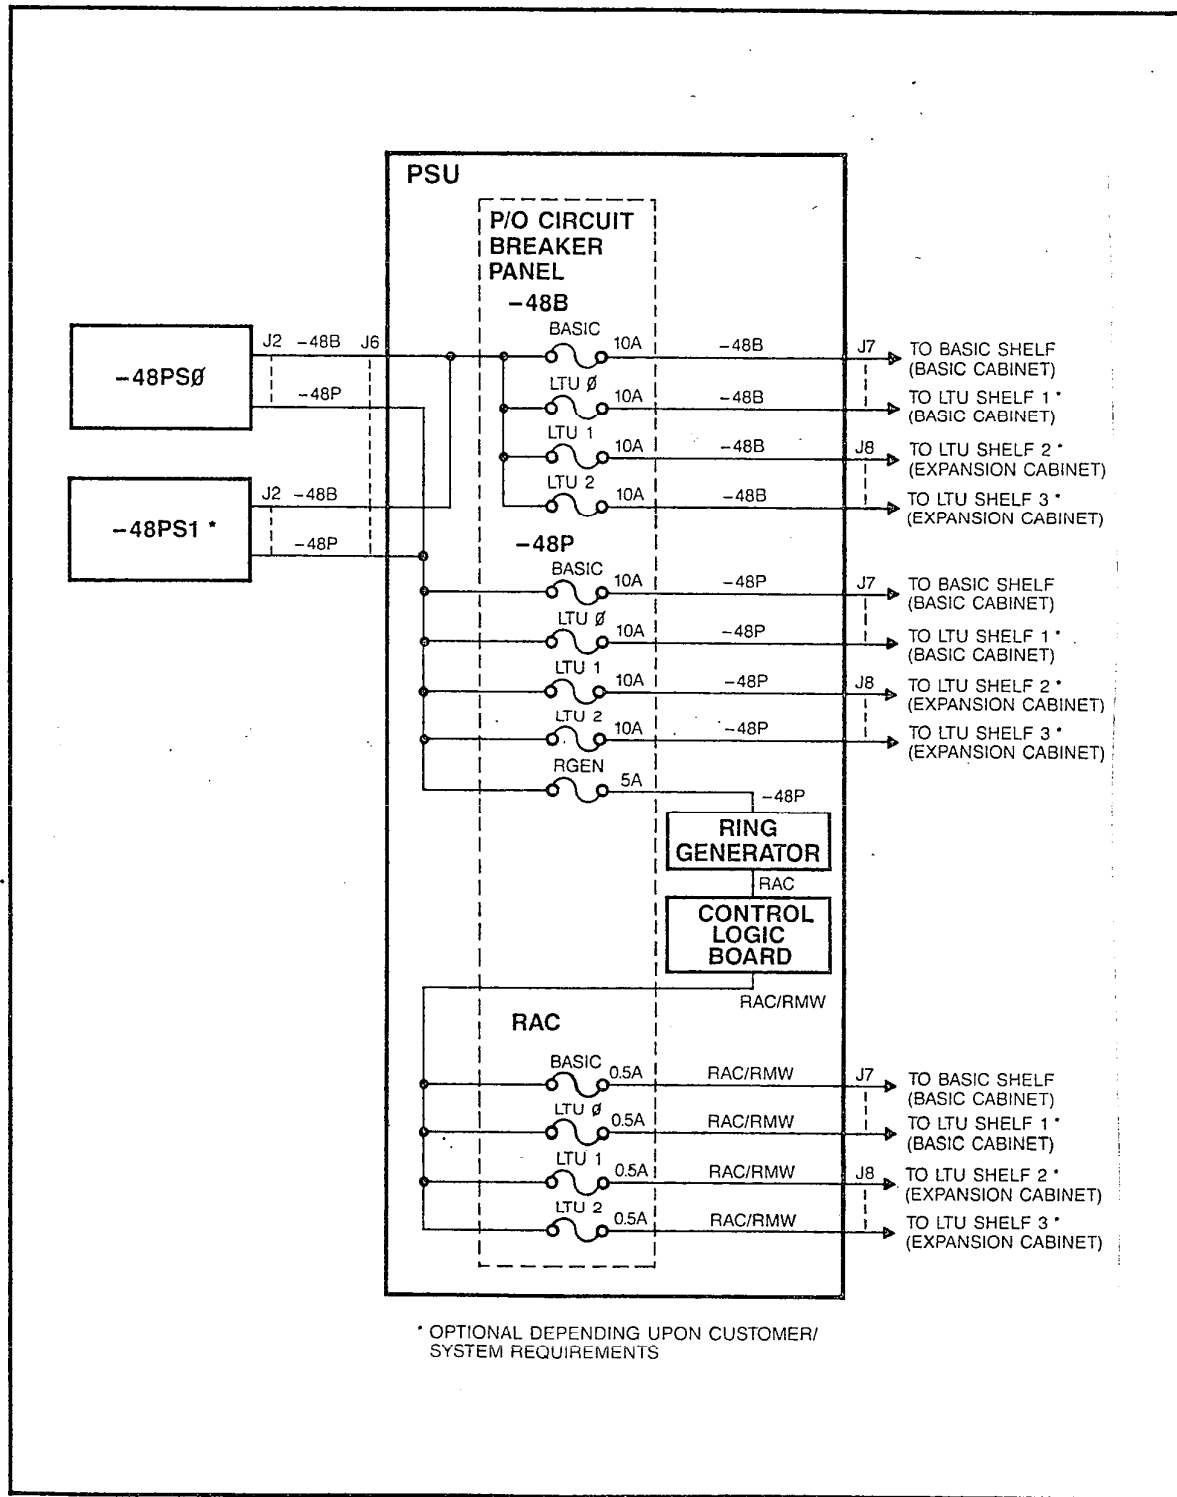 PSU
P/O CIRCUIT
BREAKER
PANEL
-48B
BASIC
10A
-48B
J7
TO BASIC SHELF
(BASIC CABINET)
-48PSØ
J2 -48B J6
-48P
LTU Ø
10A
-48B
TO LTU SHELF 1 *
(BASIC CABINET)
LTU 1
10A
-48B
J8
TO LTU SHELF 2 *
(EXPANSION CABINET)
-48PS1 *
J2 -48B
-48P
LTU 2
10A
-48B
TO LTU SHELF 3 *
(EXPANSION CABINET)
-48P
BASIC
10A
-48P
J7
TO BASIC SHELF
(BASIC CABINET)
LTU Ø
10A
-48P
TO LTU SHELF 1 *
(BASIC CABINET)
LTU 1
10A
-48P
J8
TO LTU SHELF 2 *
(EXPANSION CABINET)
LTU 2
10A
-48P
TO LTU SHELF 3 *
(EXPANSION CABINET)
RGEN
5A
-48P
RING
GENERATOR
RAC
CONTROL
LOGIC
BOARD
RAC/RMW
RAC
BASIC
0.5A
RAC/RMW
J7
TO BASIC SHELF
(BASIC CABINET)
LTU Ø
0.5A
RAC/RMW
TO LTU SHELF 1 *
(BASIC CABINET)
LTU 1
0.5A
RAC/RMW
J8
TO LTU SHELF 2 *
(EXPANSION CABINET)
LTU 2
0.5A
RAC/RMW
TO LTU SHELF 3 *
(EXPANSION CABINET)
* OPTIONAL DEPENDING UPON CUSTOMER/
SYSTEM REQUIREMENTS